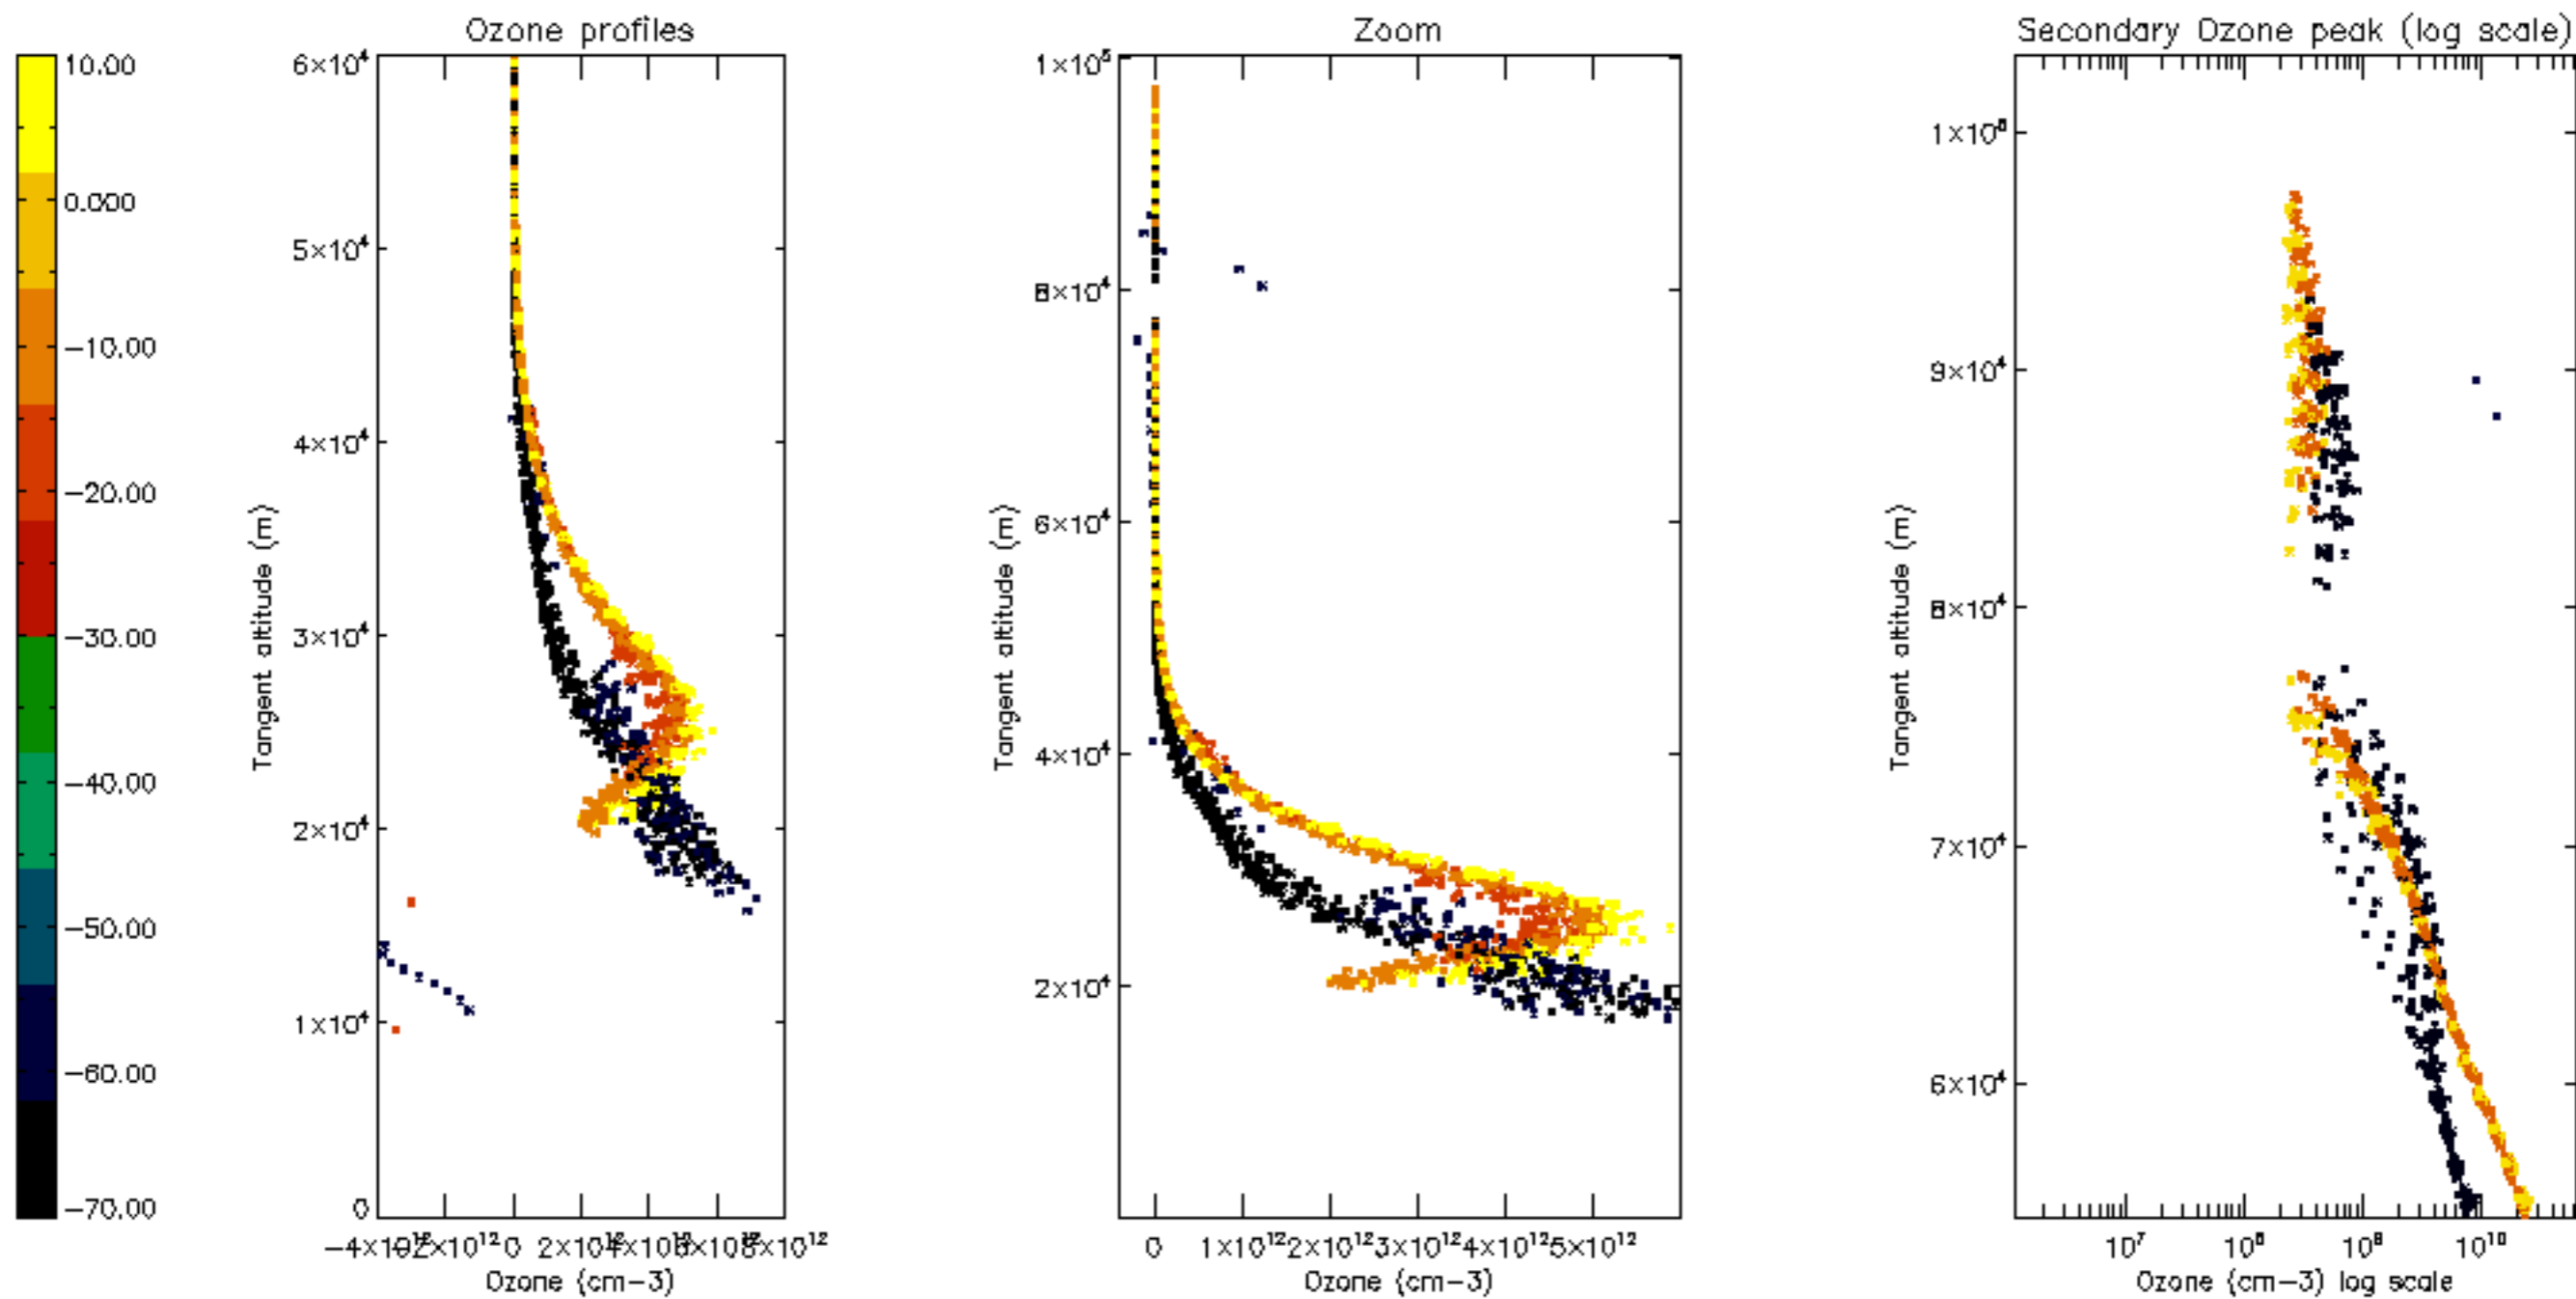 Ozone profiles
Zoom
Secondary Ozone peak (log scale)
10.00
0.000
−10.00
−20.00
−30.00
−40.00
−50.00
−60.00
−70.00
6×10⁴
5×10⁴
4×10⁴
3×10⁴
2×10⁴
1×10⁴
0
Tangent altitude (m)
0
Ozone (cm−3)
1×10⁵
8×10⁴
6×10⁴
4×10⁴
2×10⁴
Tangent altitude (m)
0 1×10¹² 2×10¹² 3×10¹² 4×10¹² 5×10¹²
Ozone (cm−3)
9×10⁴
8×10⁴
7×10⁴
6×10⁴
Tangent altitude (m)
10⁷ 10⁸ 10⁹ 10¹⁰
Ozone (cm−3) log scale